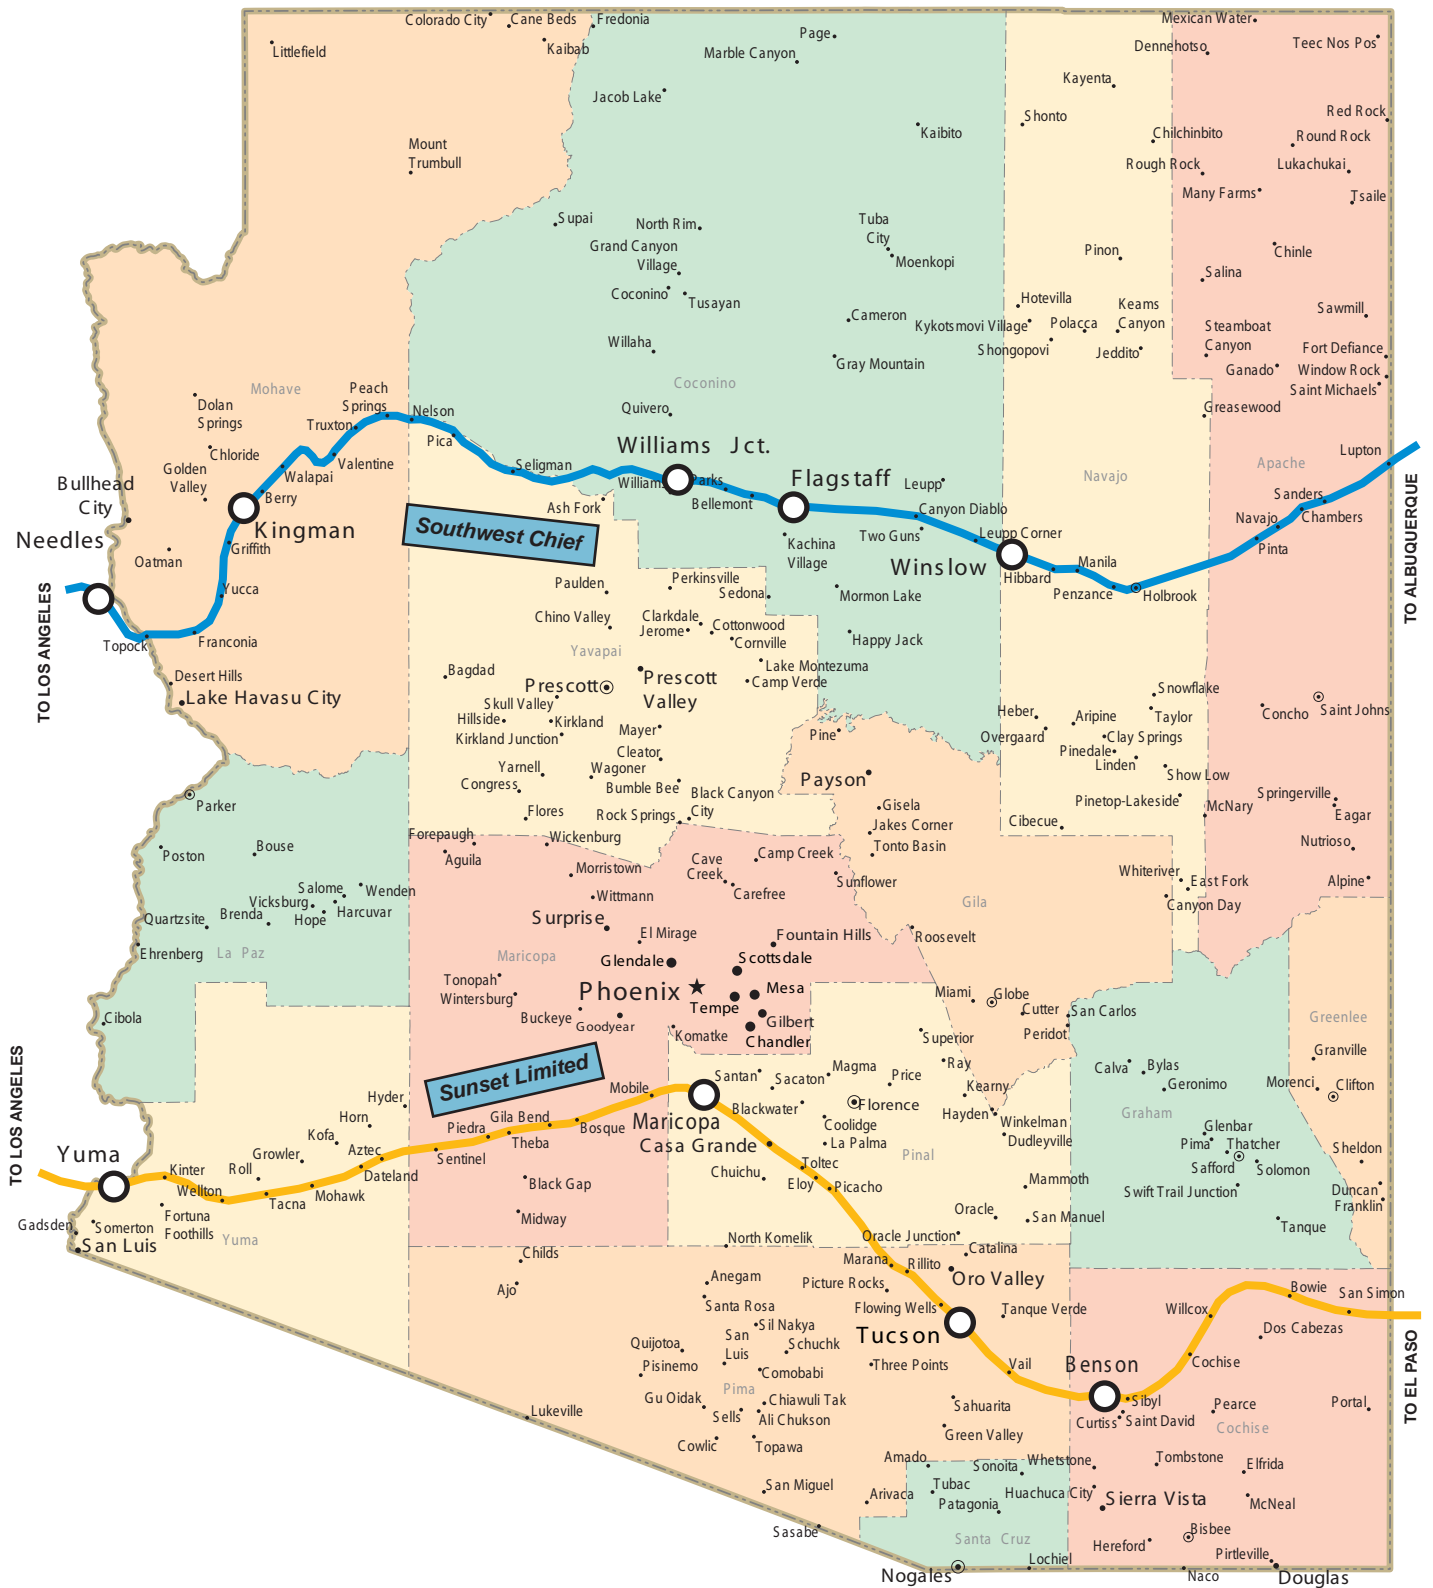 Colorado City
Cane Beds
Fredonia
Littlefield
Kaibab
Page
Marble Canyon
Mexican Water
Dennehotso
Teec Nos Pos
Jacob Lake
Kayenta
Shonto
Red Rock
Kaibito
Chilchinbito
Round Rock
Mount
Trumbull
Rough Rock
Lukachukai
Many Farms
Tsaile
Supai
North Rim
Tuba
City
Grand Canyon
Village
Moenkopi
Pinon
Chinle
Salina
Coconino
Tusayan
Hotevilla
Keams
Canyon
Sawmill
Cameron
Kykotsmovi Village
Polacca
Steamboat
Canyon
Willaha
Shongopovi
Jeddito
Fort Defiance
Gray Mountain
Ganado
Window Rock
Saint Michaels
Mohave
Coconino
Peach
Springs
Dolan
Springs
Nelson
Quivero
Greasewood
Truxton
Pica
Williams Jct.
Lupton
Chloride
Valentine
Seligman
Apache
Golden
Valley
Walapai
Navajo
Bullhead
City
Berry
Williams
Parks
Flagstaff
Leupp
Sanders
Kingman
Ash Fork
Bellemont
Canyon Diablo
Navajo
Chambers
Needles
Southwest Chief
Two Guns
Leupp Corner
TO ALBUQUERQUE
Griffith
Kachina
Village
Winslow
Pinta
Oatman
Manila
Hibbard
Yucca
Paulden
Perkinsville
Sedona
Mormon Lake
Penzance
Holbrook
TO LOS ANGELES
Chino Valley
Clarkdale
Jerome
Cottonwood
Cornville
Happy Jack
Topock
Franconia
Yavapai
Bagdad
Lake Montezuma
Camp Verde
Desert Hills
Prescott
Prescott
Valley
Lake Havasu City
Skull Valley
Snowflake
Heber
Taylor
Concho
Saint Johns
Hillside
Kirkland
Kirkland Junction
Mayer
Pine
Overgaard
Aripine
Clay Springs
Cleator
Pinedale
Linden
Yarnell
Wagoner
Payson
Show Low
Congress
Bumble Bee
Parker
Flores
Rock Springs
Black Canyon
City
Gisela
Pinetop-Lakeside
McNary
Springerville
Eagar
Forepaugh
Wickenburg
Jakes Corner
Cibecue
Nutrioso
Poston
Bouse
Aguila
Camp Creek
Tonto Basin
Morristown
Cave
Creek
Sunflower
Whiteriver
East Fork
Alpine
Salome
Wenden
Wittmann
Carefree
Gila
Canyon Day
Vicksburg
Harcuvar
Quartzsite
Brenda
Hope
Surprise
El Mirage
Fountain Hills
Roosevelt
Ehrenberg
La Paz
Maricopa
Glendale
Scottsdale
Tonopah
Phoenix
Mesa
Miami
Globe
Wintersburg
Tempe
Cutter
San Carlos
Cibola
Buckeye
Goodyear
Gilbert
Greenlee
Komatke
Chandler
Superior
Peridot
Granville
Sunset Limited
Santan
Sacaton
Magma
Price
Ray
Calva
Bylas
Geronimo
Morenci
Clifton
Mobile
Kearny
TO LOS ANGELES
Hyder
Blackwater
Florence
Horn
Gila Bend
Maricopa
Coolidge
Hayden
Winkelman
Graham
Kofa
Piedra
Bosque
Casa Grande
La Palma
Dudleyville
Glenbar
Yuma
Growler
Aztec
Theba
Pima
Thatcher
Sheldon
Kinter
Roll
Dateland
Sentinel
Chuichu
Toltec
Pinal
Safford
Solomon
Wellton
Tacna
Mohawk
Black Gap
Eloy
Picacho
Mammoth
Swift Trail Junction
Duncan
Gadsden
Somerton
Fortuna
Foothills
Midway
Oracle
San Manuel
Tanque
Franklin
San Luis
Yuma
North Komelik
Oracle Junction
Childs
Marana
Rillito
Catalina
Ajo
Anegam
Picture Rocks
Oro Valley
Bowie
San Simon
Santa Rosa
Flowing Wells
Tanque Verde
Willcox
Sil Nakya
Tucson
Dos Cabezas
Quijotoa
San
Luis
Schuchk
Pisinemo
Comobabi
Three Points
Vail
Benson
Cochise
TO EL PASO
Pima
Gu Oidak
Chiawuli Tak
Sahuarita
Sibyl
Pearce
Portal
Lukeville
Sells
Ali Chukson
Curtiss
Saint David
Cowlic
Topawa
Green Valley
Cochise
Amado
Sonoita
Whetstone
Tombstone
Elfrida
San Miguel
Arivaca
Tubac
Huachuca City
Patagonia
Sierra Vista
McNeal
Sasabe
Santa Cruz
Hereford
Bisbee
Lochiel
Pirtleville
Nogales
Naco
Douglas